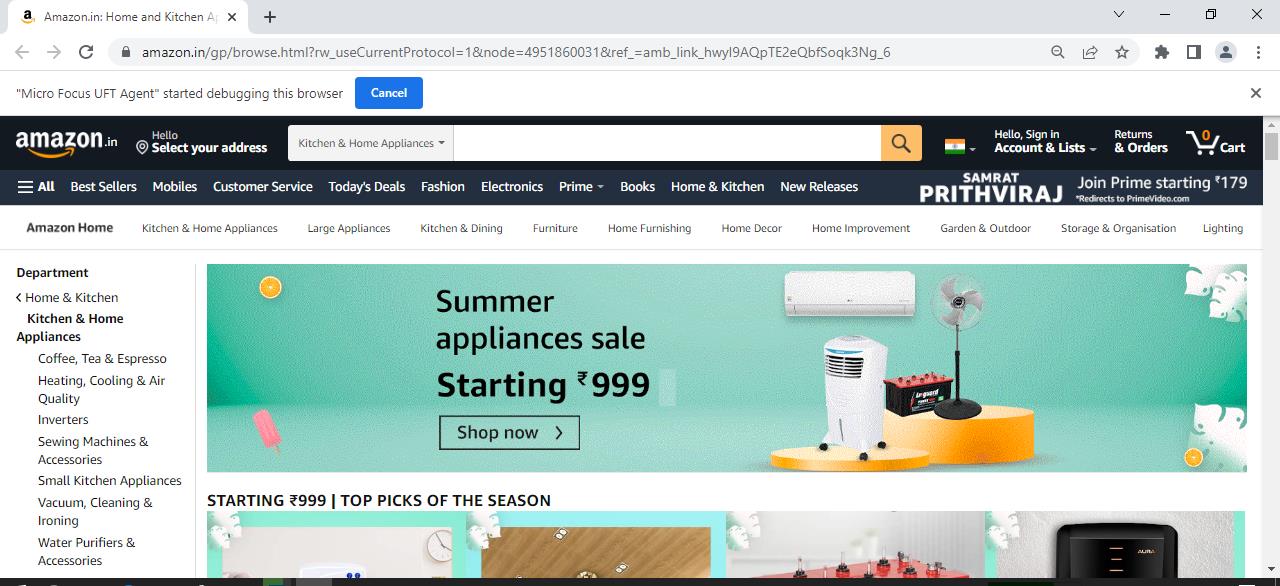 Amazon.in: Home and Kitchen Ap
amazon.in/gp/browse.html?rw_useCurrentProtocol=1&node=4951860031&ref_=amb_link_hwyI9AQpTE2eQbfSoqk3Ng_6
"Micro Focus UFT Agent" started debugging this browser
Cancel
amazon.in
Hello
Select your address
Kitchen & Home Appliances
Hello, Sign in
Account & Lists
Returns
& Orders
0
Cart
All
Best Sellers
Mobiles
Customer Service
Today's Deals
Fashion
Electronics
Prime
Books
Home & Kitchen
New Releases
SAMRAT
PRITHVIRAJ
Join Prime starting ₹179
*Redirects to PrimeVideo.com
Amazon Home
Kitchen & Home Appliances
Large Appliances
Kitchen & Dining
Furniture
Home Furnishing
Home Decor
Home Improvement
Garden & Outdoor
Storage & Organisation
Lighting
Department
Home & Kitchen
Kitchen & Home
Appliances
Coffee, Tea & Espresso
Heating, Cooling & Air
Quality
Inverters
Sewing Machines &
Accessories
Small Kitchen Appliances
Vacuum, Cleaning &
Ironing
Water Purifiers &
Accessories
Summer
appliances sale
Starting ₹999
Shop now
STARTING ₹999 | TOP PICKS OF THE SEASON
AURA